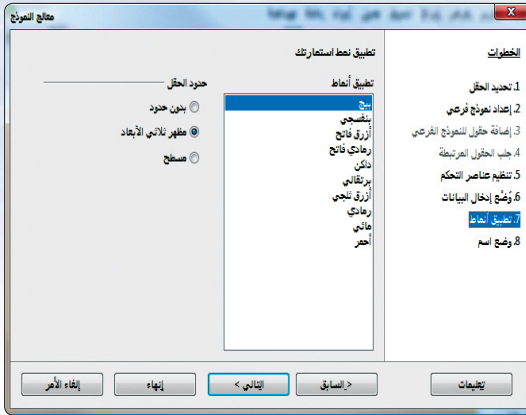 معالج النموذج
الخطوات
1. تحديد الحقل
2. إعداد نموذج فرعي
3. إضافة حقول للنموذج الفرعي
4. جلب الحقول المرتبطة
5. تنظيم عناصر التحكم
6. وَضْع إدخال البيانات
7. تطبيق أنماط
8. وضع اسم
تطبيق نمط استمارتك
تطبيق أنماط
بيج
بنفسجي
أزرق فاتح
رمادي فاتح
داكن
برتقالي
أزرق ثلجي
رمادي
مائي
أحمر
حدود الحقل
بدون حدود
مظهر ثلاثي الأبعاد
مسطح
تعليمات
< السابق
التالي >
إنهاء
إلغاء الأمر